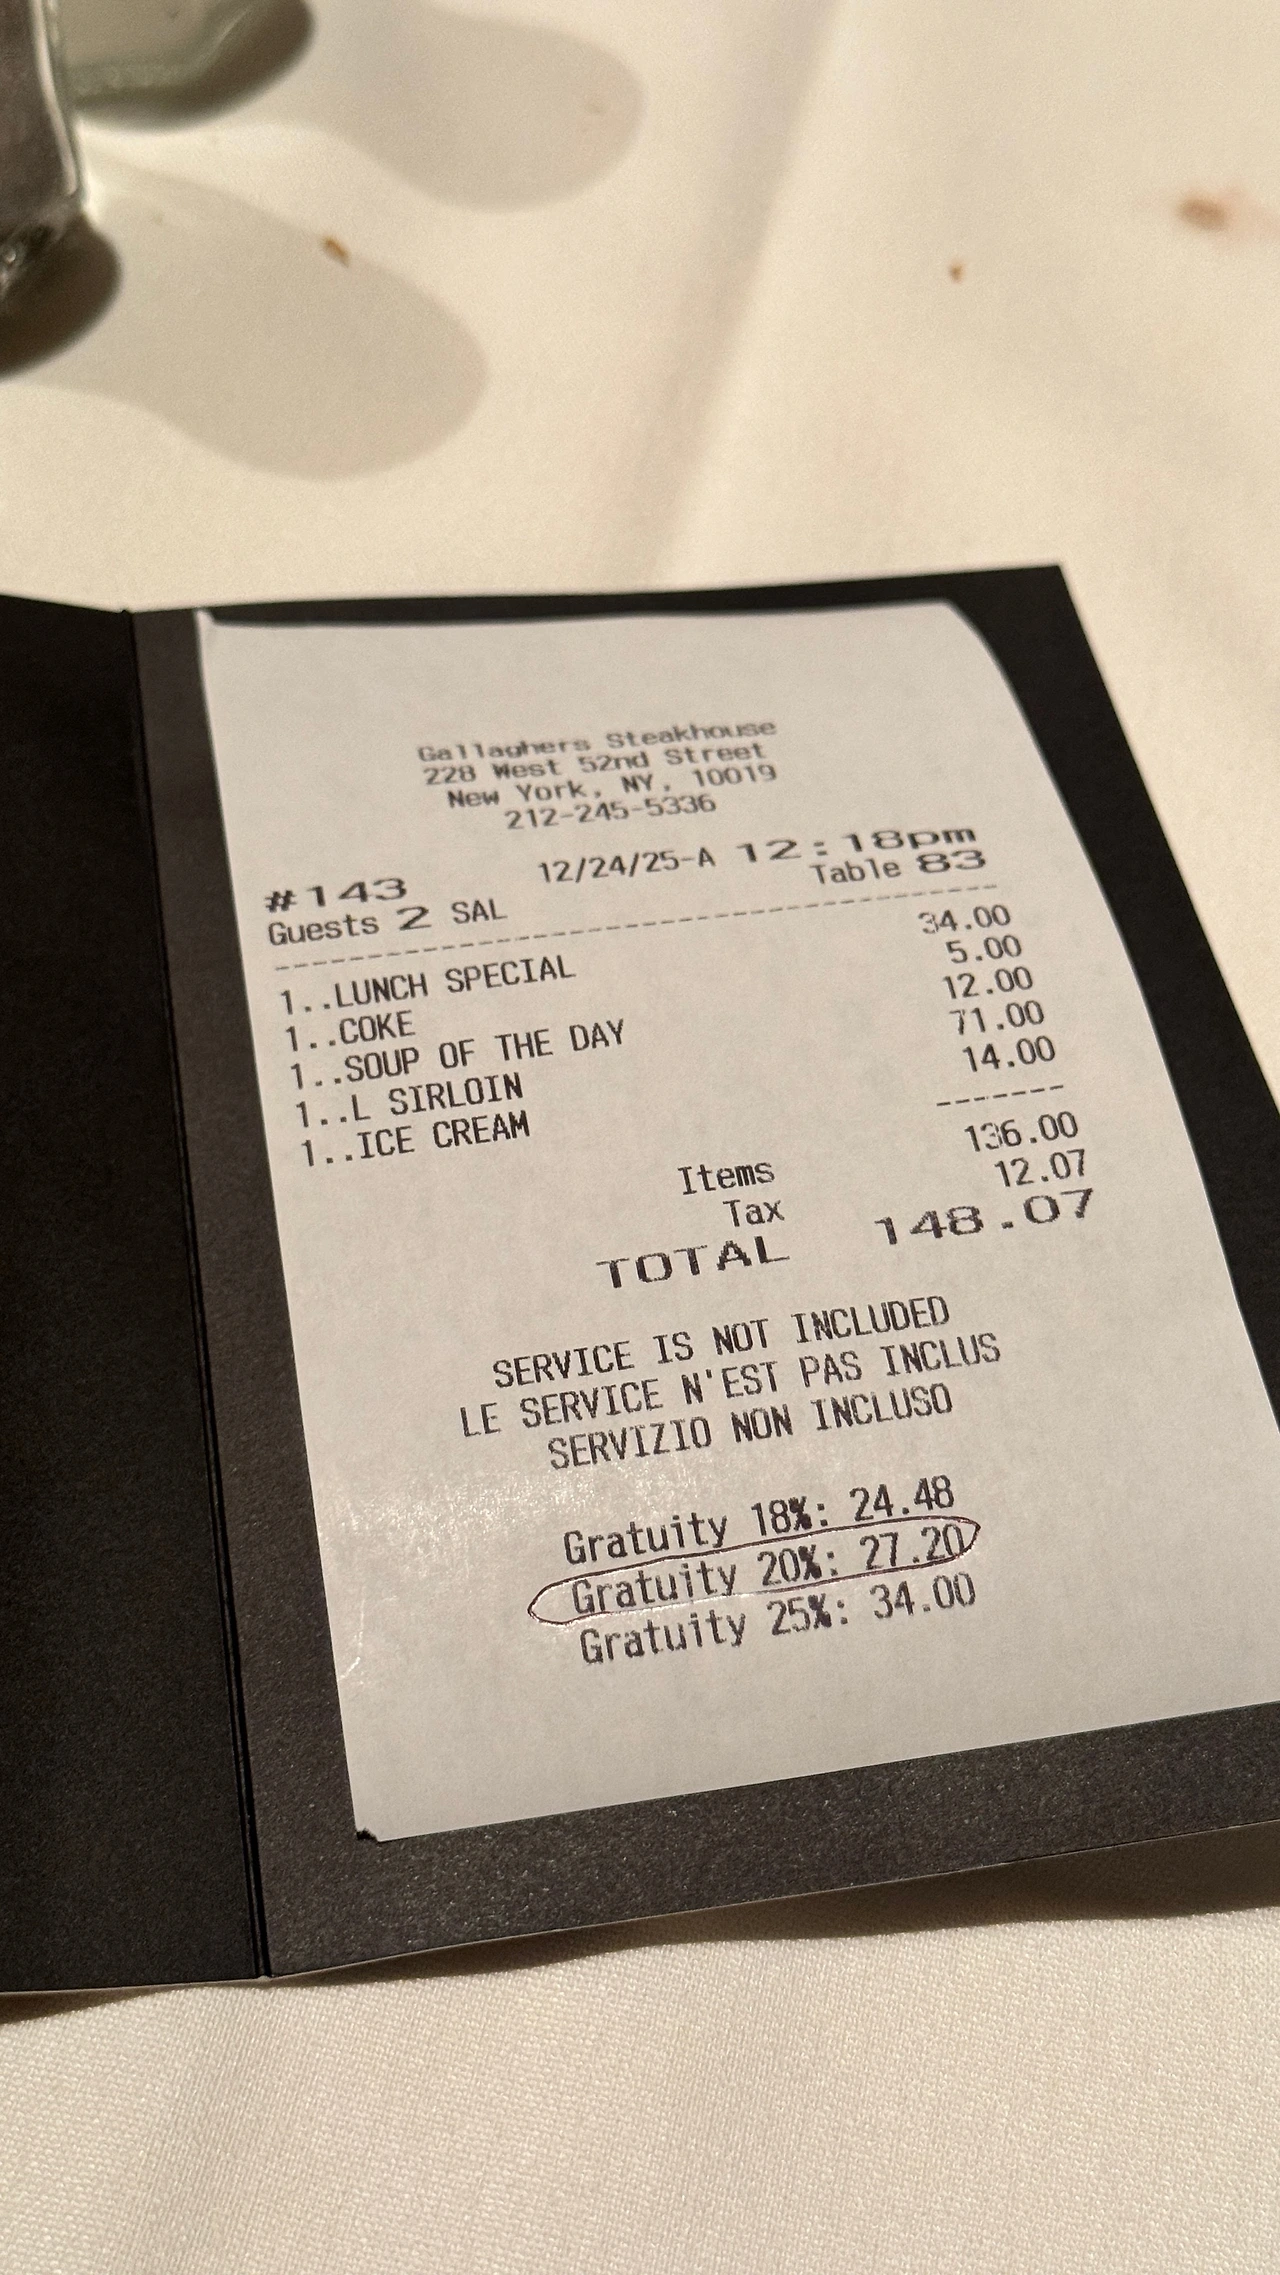 Gallaghers Steakhouse
228 West 52nd Street
New York, NY, 10019
212-245-5336
#143 12/24/25-A 12:18pm
Guests 2 SAL Table 83
1..LUNCH SPECIAL 34.00
1..COKE 5.00
1..SOUP OF THE DAY 12.00
1..L SIRLOIN 71.00
1..ICE CREAM 14.00
Items 136.00
Tax 12.07
TOTAL 148.07
SERVICE IS NOT INCLUDED
LE SERVICE N'EST PAS INCLUS
SERVIZIO NON INCLUSO
Gratuity 18%: 24.48
Gratuity 20%: 27.20
Gratuity 25%: 34.00